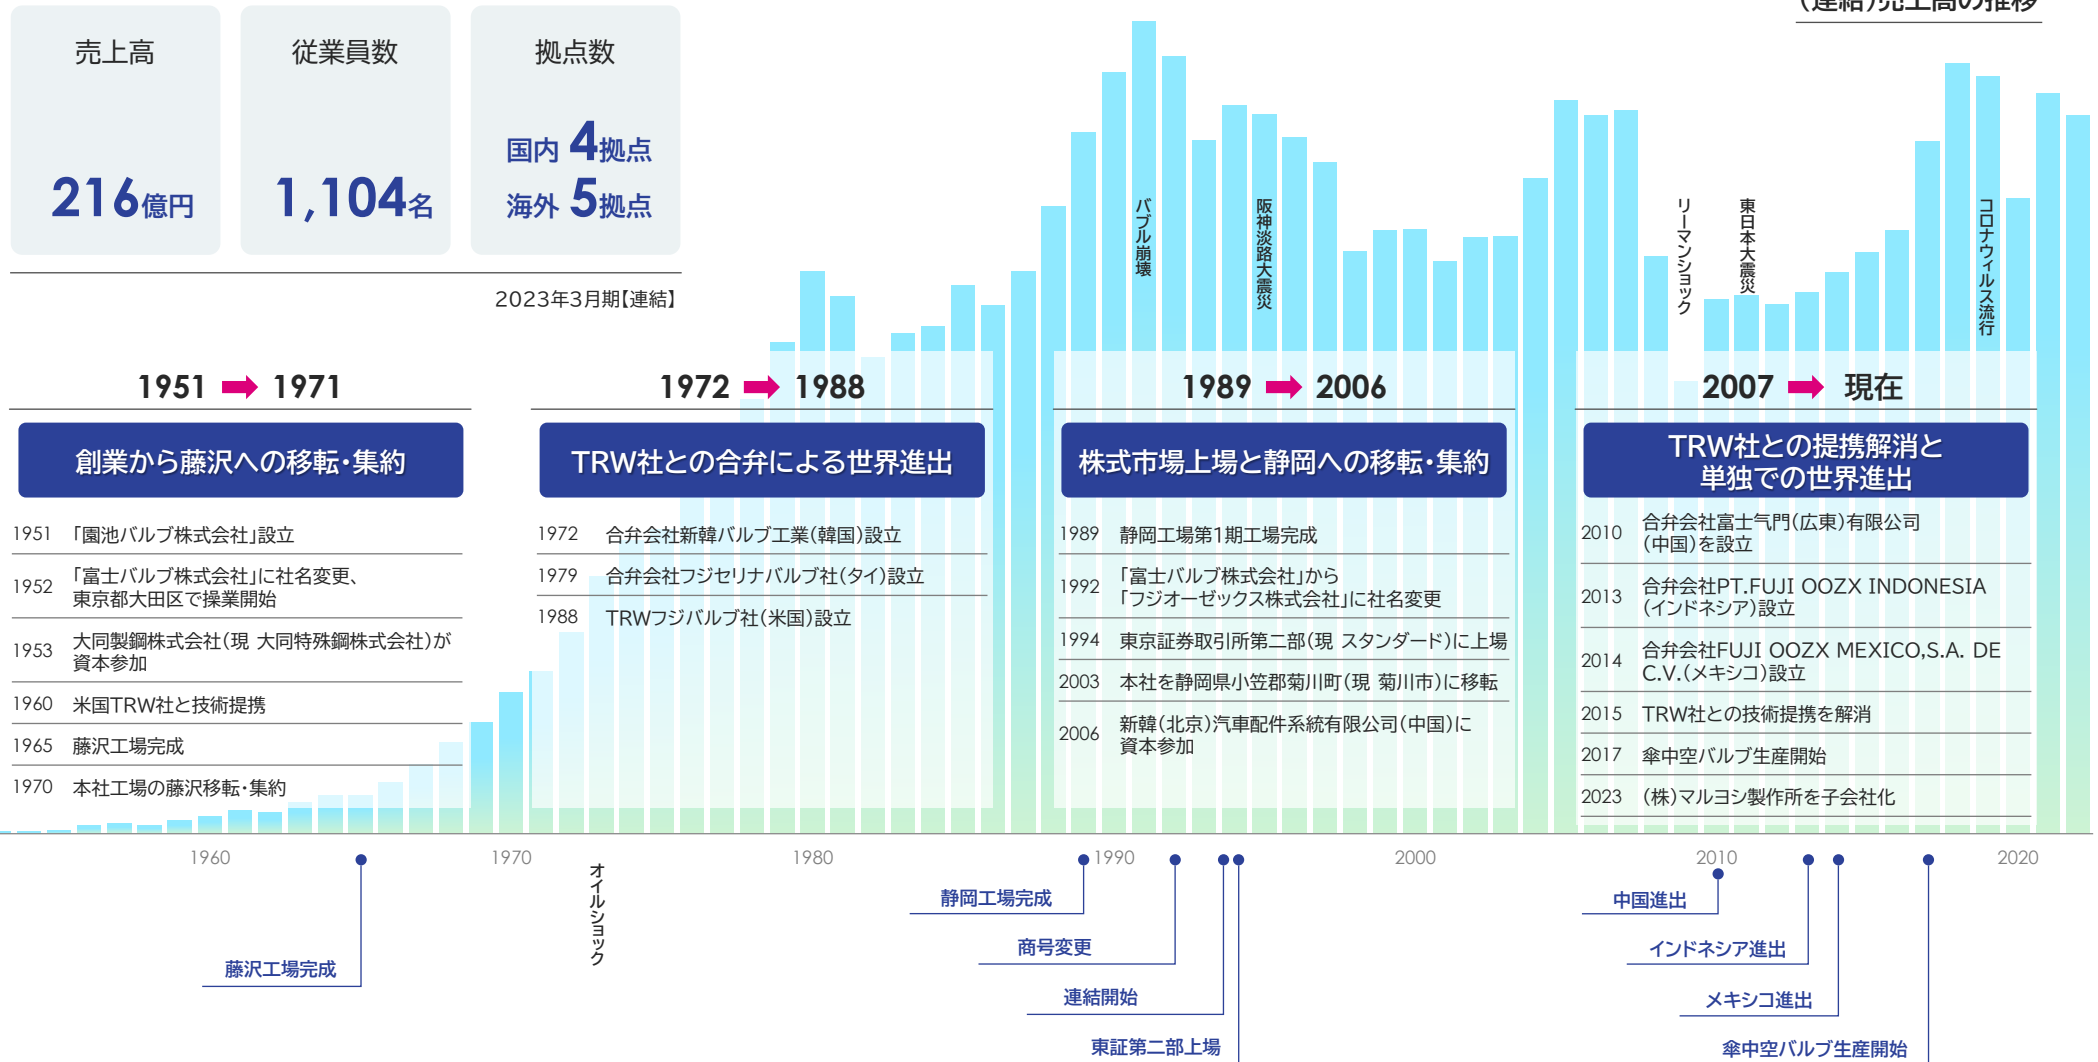 (連結)売上高の推移
売上高
216億円
従業員数
1,104名
拠点数
国内 4拠点
海外 5拠点
2023年3月期【連結】
バブル崩壊
阪神淡路大震災
リーマンショック
東日本大震災
コロナウィルス流行
1951 ➡ 1971
創業から藤沢への移転・集約
1951 「園池バルブ株式会社」設立
1952 「富士バルブ株式会社」に社名変更、
東京都大田区で操業開始
1953 大同製鋼株式会社(現 大同特殊鋼株式会社)が
資本参加
1960 米国TRW社と技術提携
1965 藤沢工場完成
1970 本社工場の藤沢移転・集約
1972 ➡ 1988
TRW社との合弁による世界進出
1972 合弁会社新韓バルブ工業(韓国)設立
1979 合弁会社フジセリナバルブ社(タイ)設立
1988 TRWフジバルブ社(米国)設立
1989 ➡ 2006
株式市場上場と静岡への移転・集約
1989 静岡工場第1期工場完成
1992 「富士バルブ株式会社」から
「フジオーゼックス株式会社」に社名変更
1994 東京証券取引所第二部(現 スタンダード)に上場
2003 本社を静岡県小笠郡菊川町(現 菊川市)に移転
2006 新韓(北京)汽車配件系統有限公司(中国)に
資本参加
2007 ➡ 現在
TRW社との提携解消と
単独での世界進出
2010 合弁会社富士气門(広東)有限公司
(中国)を設立
2013 合弁会社PT.FUJI OOZX INDONESIA
(インドネシア)設立
2014 合弁会社FUJI OOZX MEXICO,S.A. DE
C.V.(メキシコ)設立
2015 TRW社との技術提携を解消
2017 傘中空バルブ生産開始
2023 (株)マルヨシ製作所を子会社化
1960 1970 1980 1990 2000 2010 2020
オイルショック
藤沢工場完成
静岡工場完成
商号変更
連結開始
東証第二部上場
中国進出
インドネシア進出
メキシコ進出
傘中空バルブ生産開始